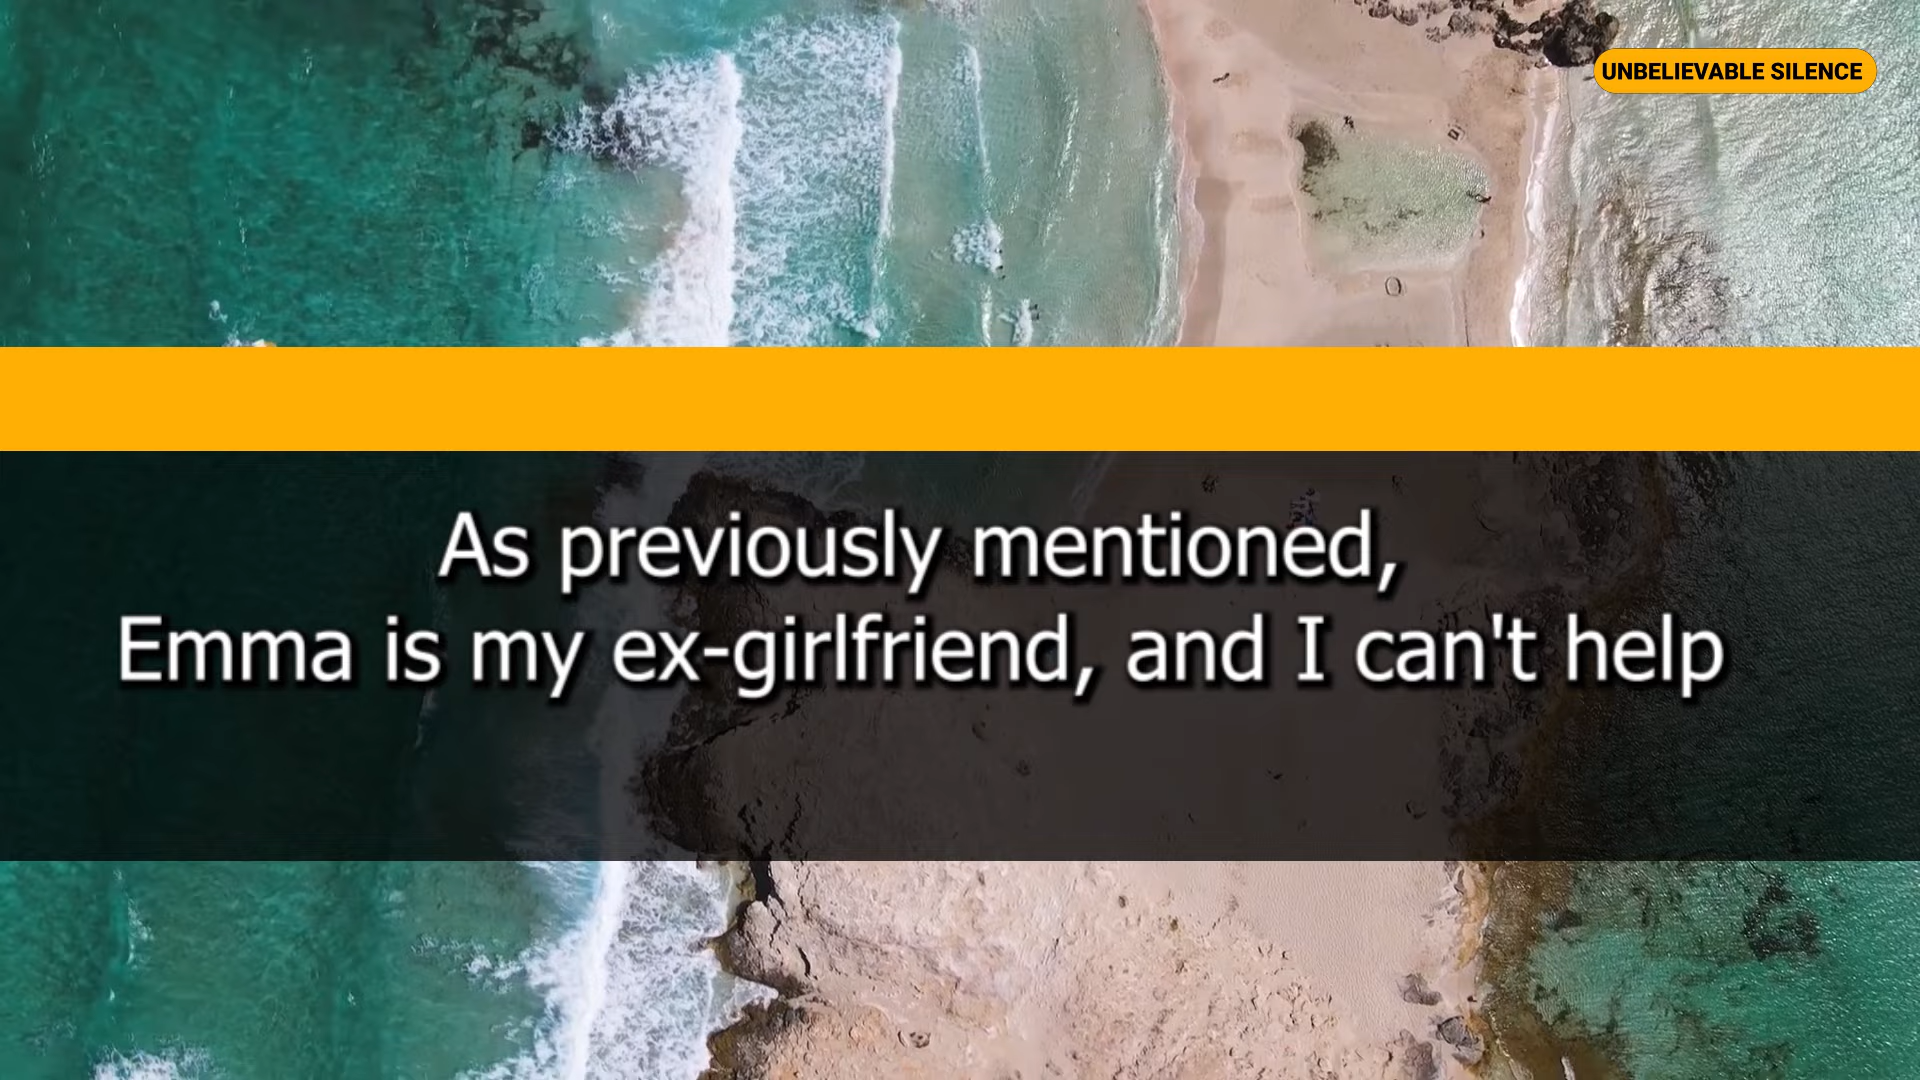 UNBELIEVABLE SILENCE
As previously mentioned,
Emma is my ex-girlfriend, and I can't help